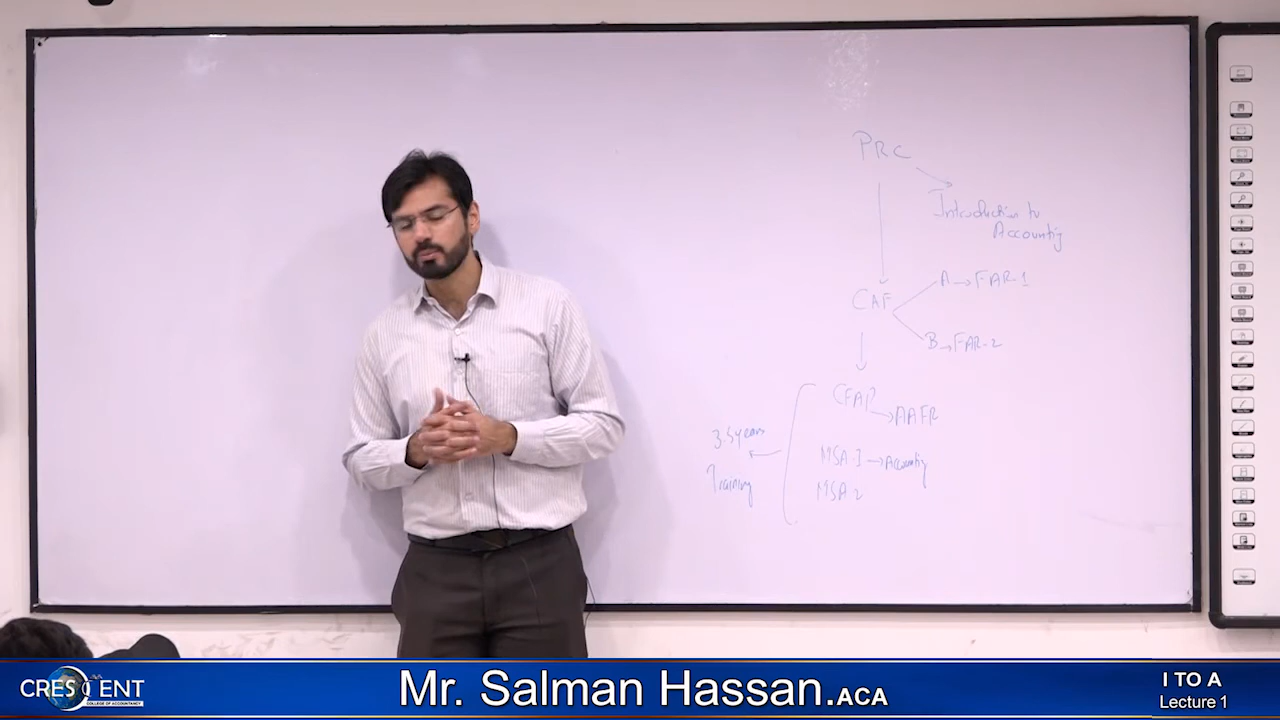 PRC
Introduction to
Accounting
CAF
A → FAR-1
B → FAR-2
CFAP
→ AAFR
3.5 years
Training
MSA-I → Accounting
MSA-2
CRESCENT
COLLEGE OF ACCOUNTANCY
Mr. Salman Hassan.ACA
I TO A
Lecture 1